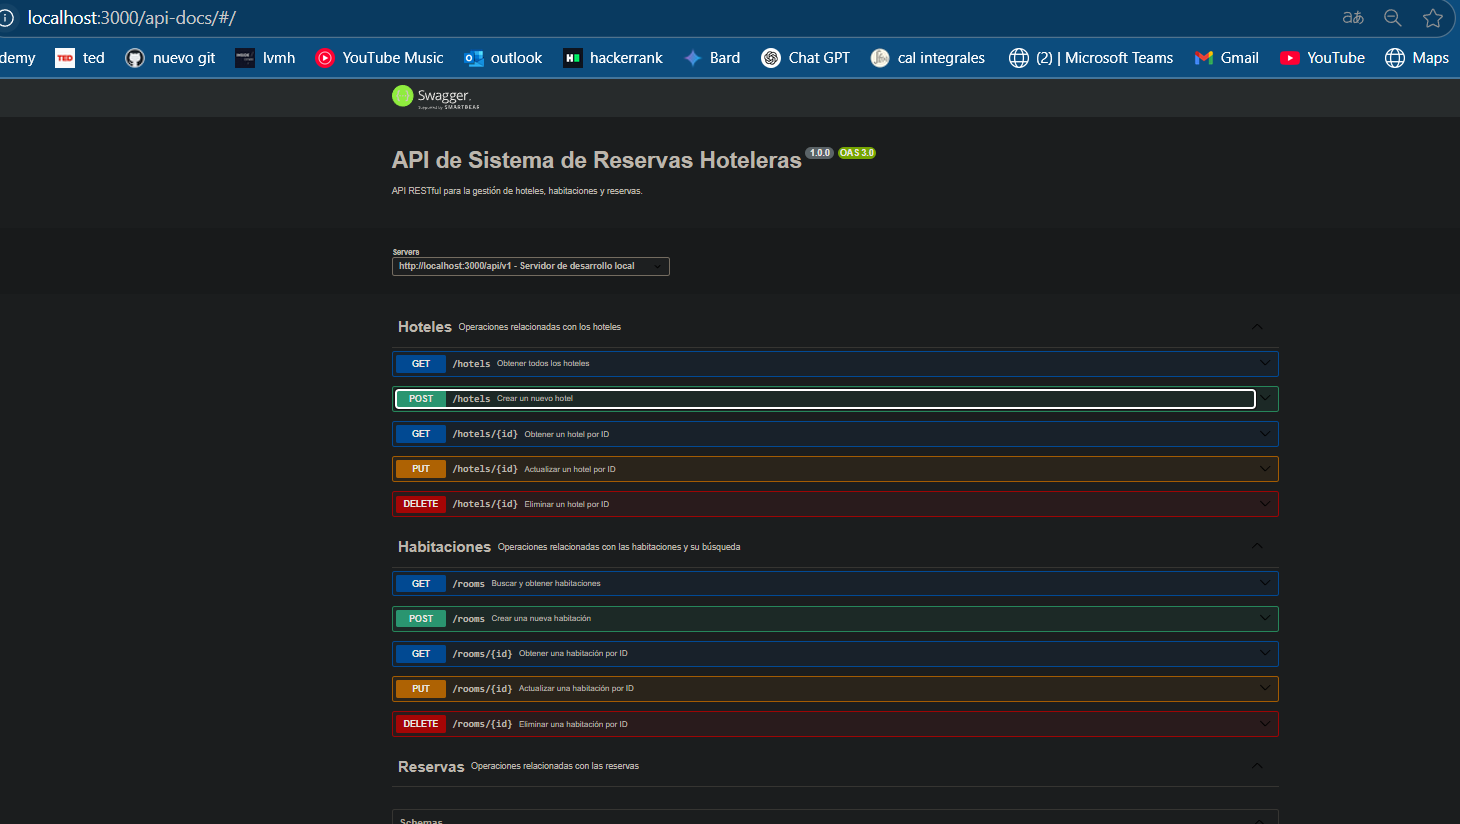 localhost:3000/api-docs/#/
demy ted nuevo git lvmh YouTube Music outlook hackerrank Bard Chat GPT cal integrales (2) | Microsoft Teams Gmail YouTube Maps
Swagger.
Supported by SMARTBEAR
API de Sistema de Reservas Hoteleras 1.0.0 OAS 3.0
API RESTful para la gestión de hoteles, habitaciones y reservas.
Servers
http://localhost:3000/api/v1 - Servidor de desarrollo local
Hoteles Operaciones relacionadas con los hoteles
GET /hotels Obtener todos los hoteles
POST /hotels Crear un nuevo hotel
GET /hotels/{id} Obtener un hotel por ID
PUT /hotels/{id} Actualizar un hotel por ID
DELETE /hotels/{id} Eliminar un hotel por ID
Habitaciones Operaciones relacionadas con las habitaciones y su búsqueda
GET /rooms Buscar y obtener habitaciones
POST /rooms Crear una nueva habitación
GET /rooms/{id} Obtener una habitación por ID
PUT /rooms/{id} Actualizar una habitación por ID
DELETE /rooms/{id} Eliminar una habitación por ID
Reservas Operaciones relacionadas con las reservas
Schemas